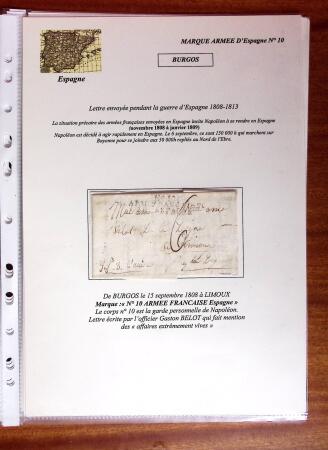 MARQUE ARMEE D'Espagne N° 10
BURGOS
Espagne
Lettre envoyée pendant la guerre d'Espagne 1808-1813
La situation précaire des armées françaises envoyées en Espagne incite Napoléon à se rendre en Espagne
(novembre 1808 à janvier 1809)
Napoléon est décidé à agir rapidement en Espagne. Le 6 septembre, ce sont 150 000 h qui marchent sur
Bayonne pour se joindre aux 50 000h repliés au Nord de l'Ebre.
De BURGOS le 15 septembre 1808 à LIMOUX
Marque :« N° 10 ARMEE FRANCAISE Espagne »
Le corps n° 10 est la garde personnelle de Napoléon.
Lettre écrite par l'officier Gaston BELOT qui fait mention
des « affaires extrêmement vives »